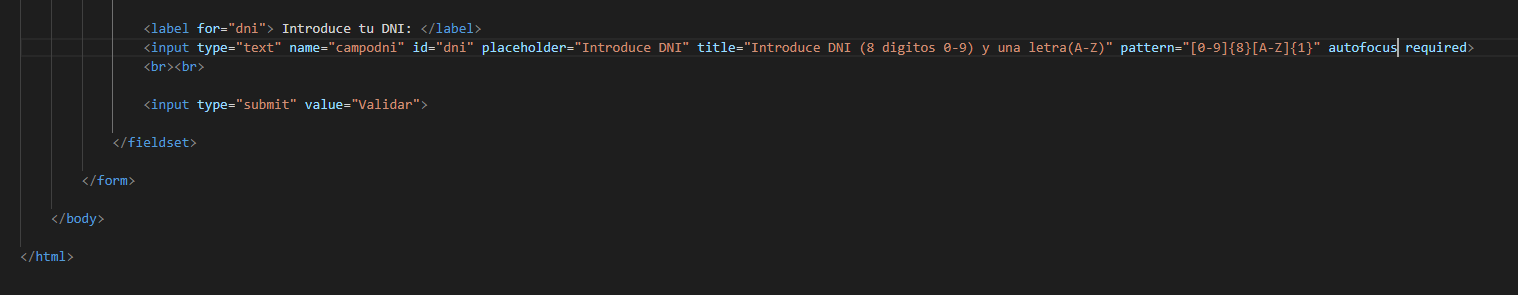 <label for="dni"> Introduce tu DNI: </label>
<input type="text" name="campodni" id="dni" placeholder="Introduce DNI" title="Introduce DNI (8 digitos 0-9) y una letra(A-Z)" pattern="[0-9]{8}[A-Z]{1}" autofocus required>
<br><br>
<input type="submit" value="Validar">
</fieldset>
</form>
</body>
</html>